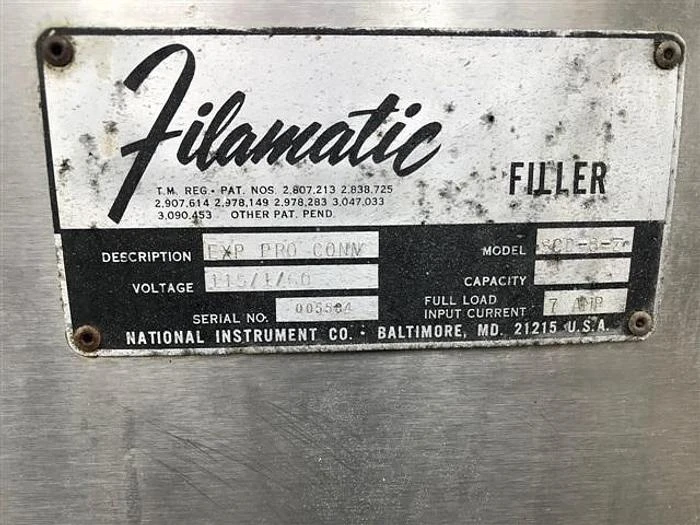 Filamatic
FILLER
T.M. REG. • PAT. NOS. 2,807,213 2,838,725
2,907,614 2,978,149 2,978,283 3,047,033
3,090,453 OTHER PAT. PEND.
DESCRIPTION EXP PRO CONN
MODEL
VOLTAGE 115/1/60
CAPACITY
SERIAL NO. 005584
FULL LOAD
INPUT CURRENT 7 AMP
NATIONAL INSTRUMENT CO. • BALTIMORE, MD. 21215 U.S.A.